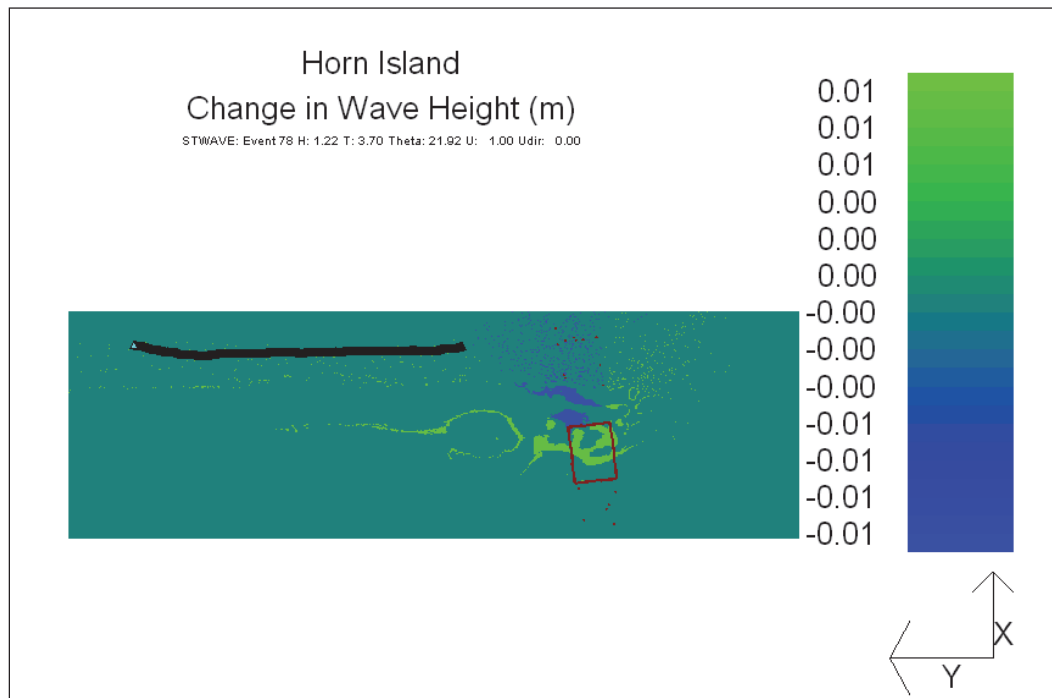 Horn Island
Change in Wave Height (m)
STWAVE: Event 78 H: 1.22 T: 3.70 Theta: 21.92 U: 1.00 Udir: 0.00
0.01
0.01
0.01
0.00
0.00
0.00
-0.00
-0.00
-0.00
-0.01
-0.01
-0.01
-0.01
X
Y